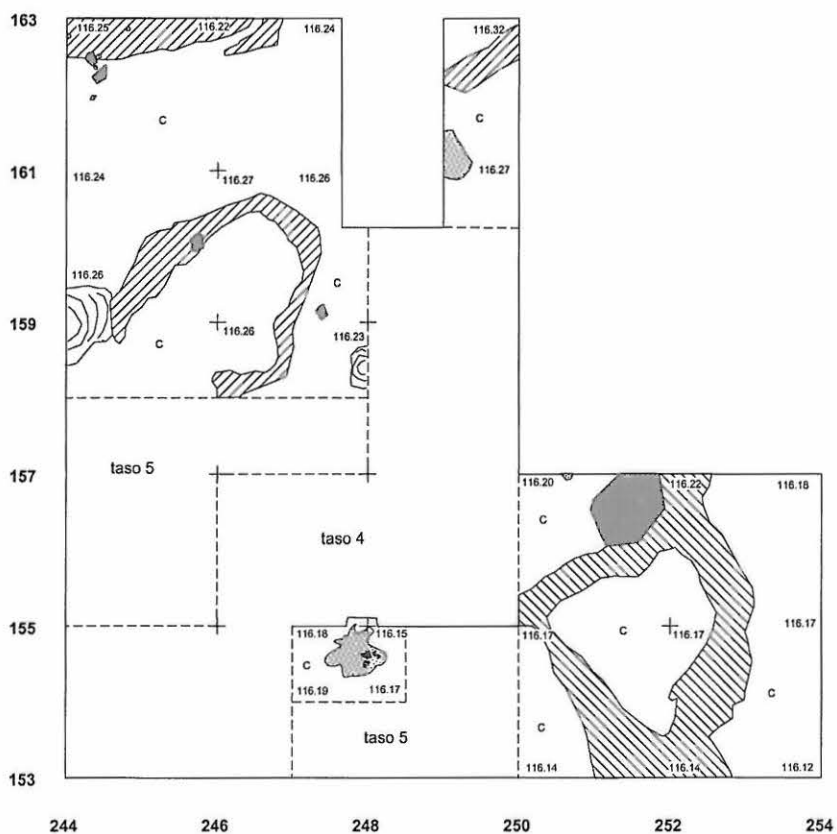 163
116.25 116.22 116.24 116.32
α
C C
161
116.24 116.27 116.26 116.27
116.26 C
159
116.26 116.23
C
157
taso 5 116.20 116.22 116.18
C
taso 4
155
116.18 116.15 116.17 C 116.17 116.17
C
116.19 116.17
taso 5 C C
153
116.14 116.14 116.12
244 246 248 250 252 254